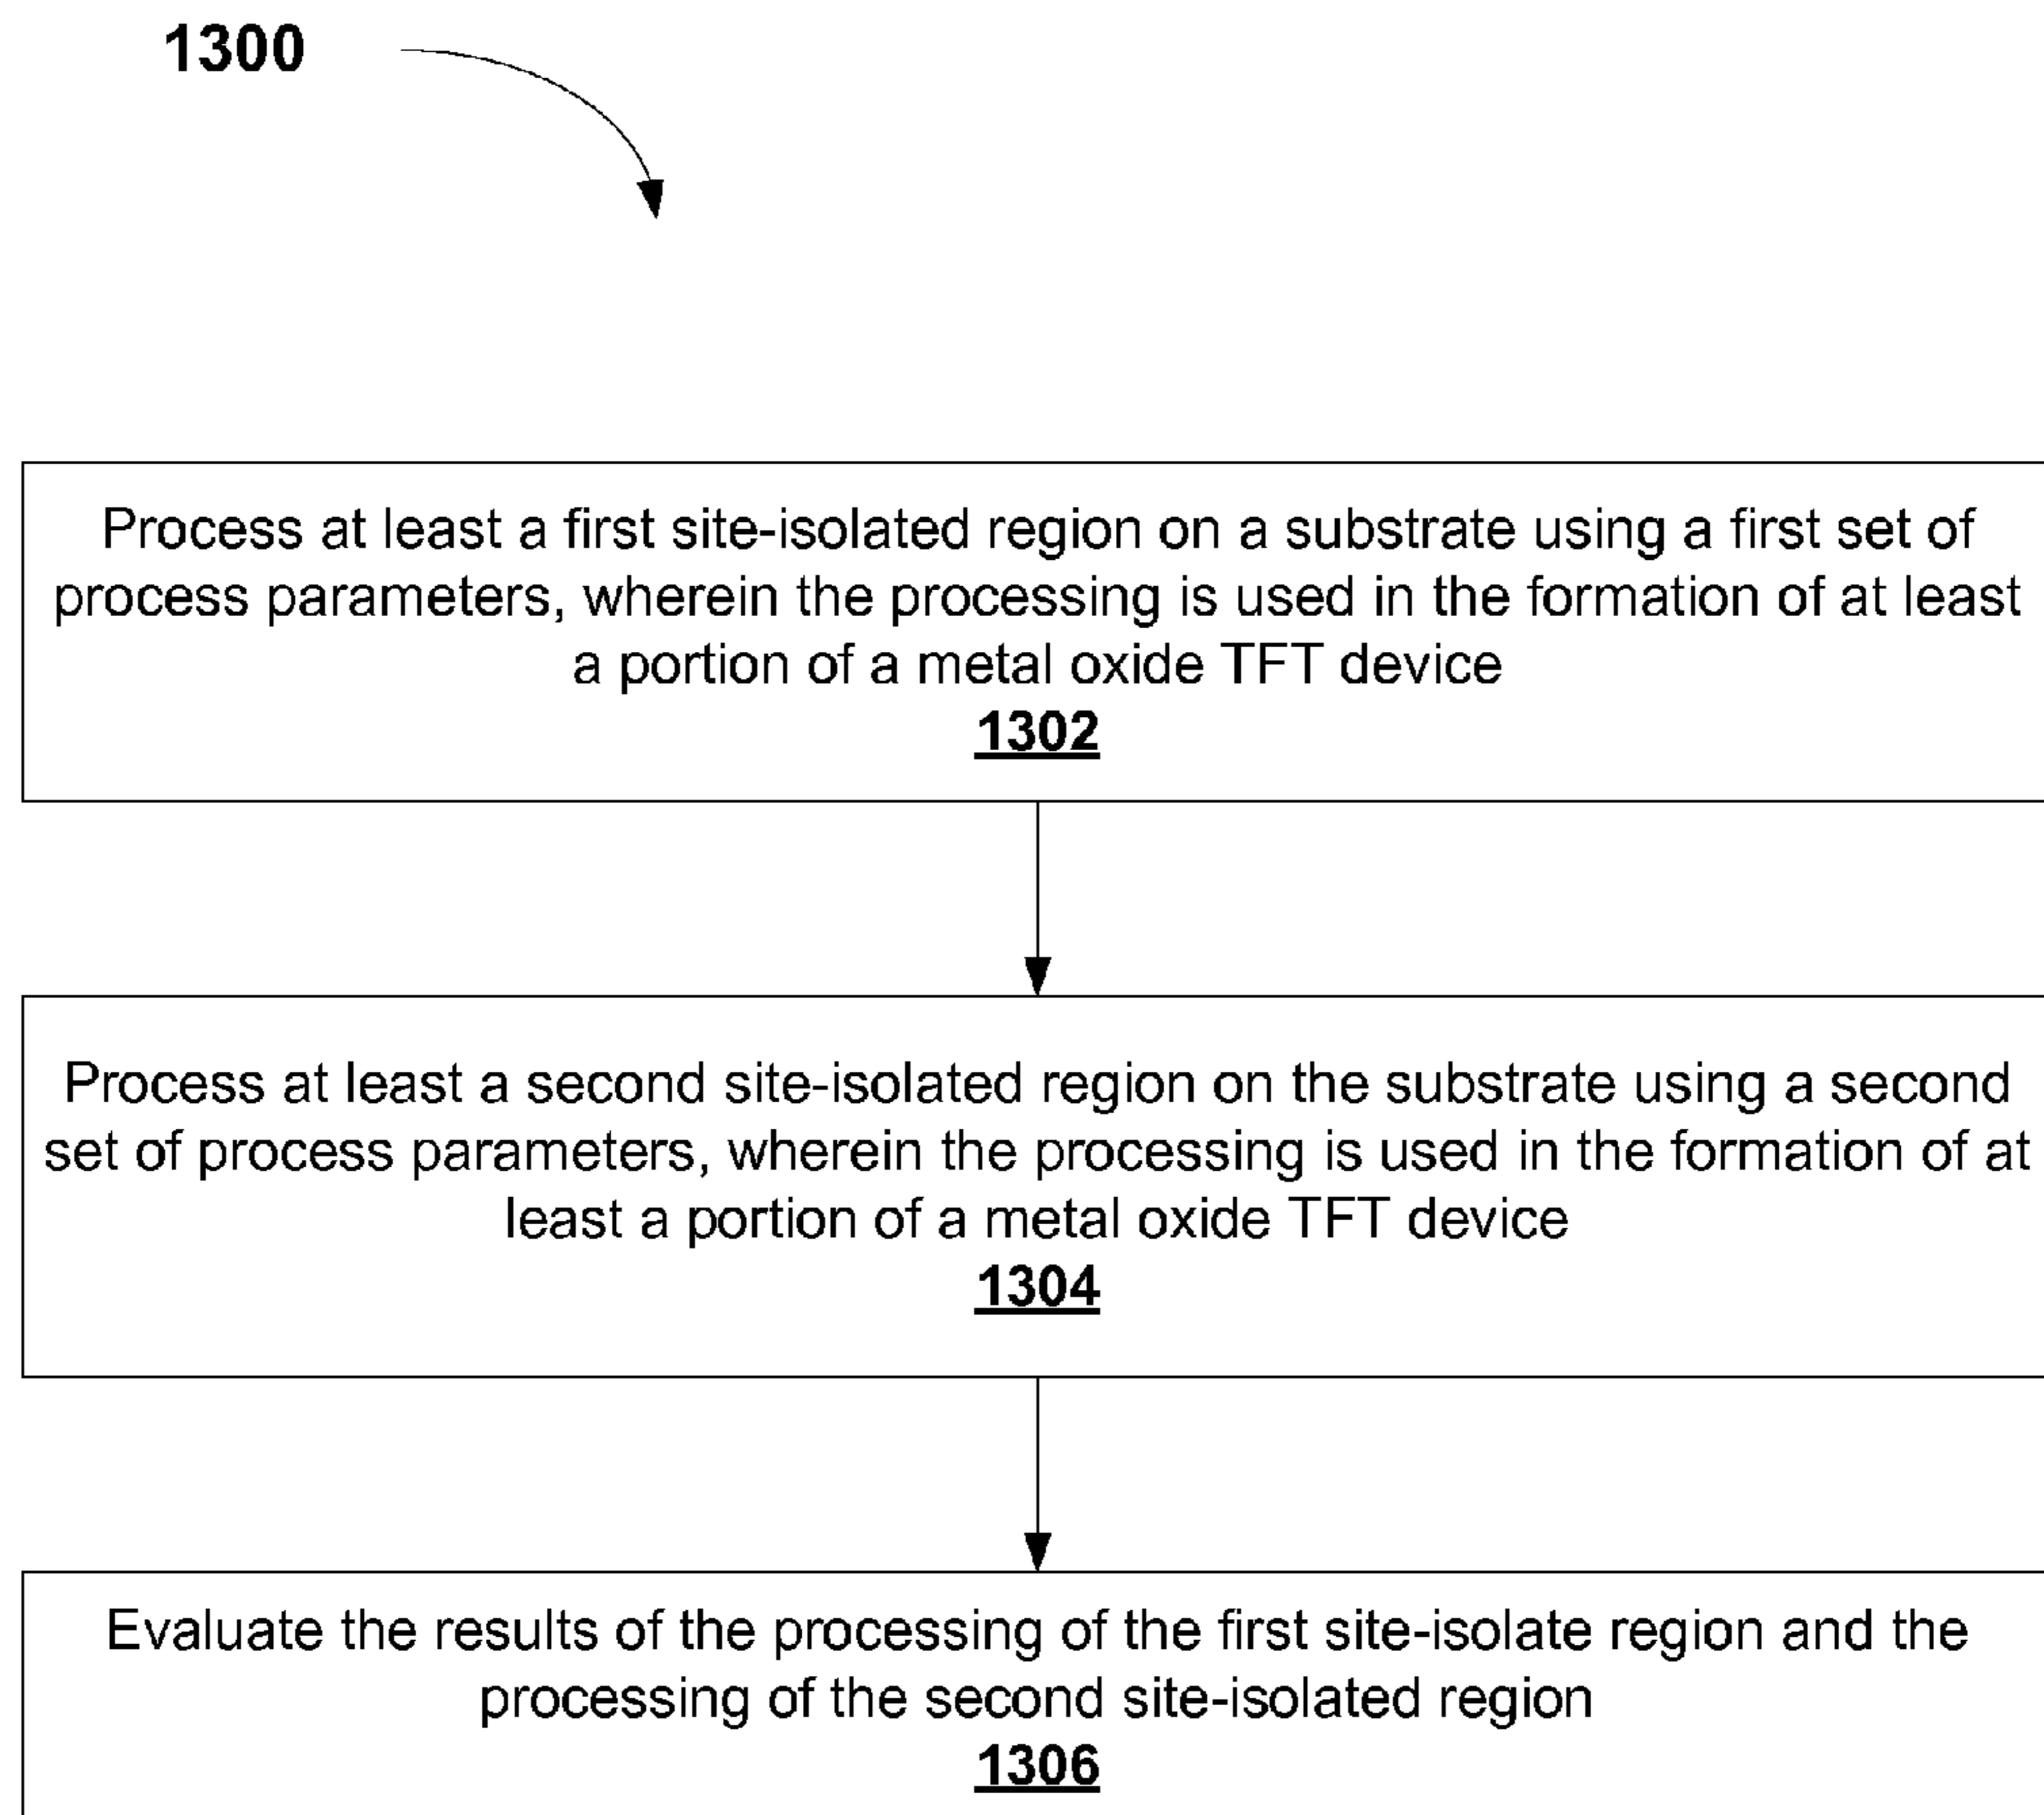 1300
Process at least a first site-isolated region on a substrate using a first set of
process parameters, wherein the processing is used in the formation of at least
a portion of a metal oxide TFT device
1302
Process at least a second site-isolated region on the substrate using a second
set of process parameters, wherein the processing is used in the formation of at
least a portion of a metal oxide TFT device
1304
Evaluate the results of the processing of the first site-isolate region and the
processing of the second site-isolated region
1306